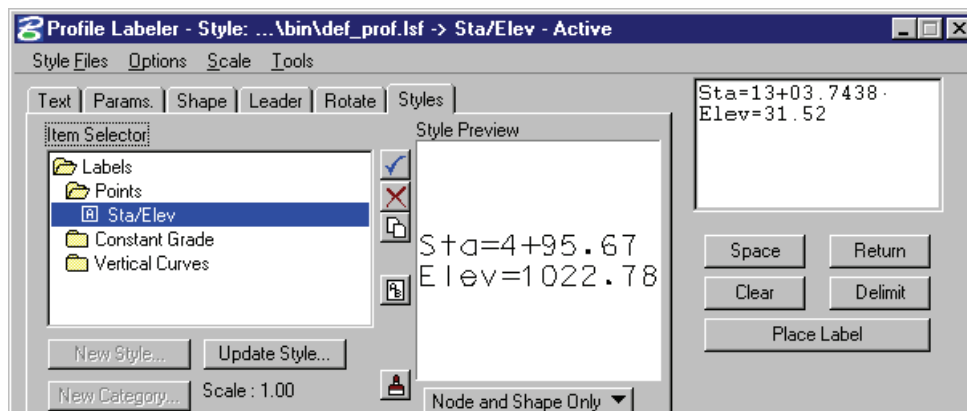 Profile Labeler - Style: ...\bin\def_prof.lsf -> Sta/Elev - Active
Style Files Options Scale Tools
Text Params. Shape Leader Rotate Styles
Item Selector
Labels
Points
Sta/Elev
Constant Grade
Vertical Curves
New Style... Update Style...
New Category... Scale : 1.00
Style Preview
Sta=4+95.67
Elev=1022.78
Node and Shape Only
Sta=13+03.7438
Elev=31.52
Space Return
Clear Delimit
Place Label